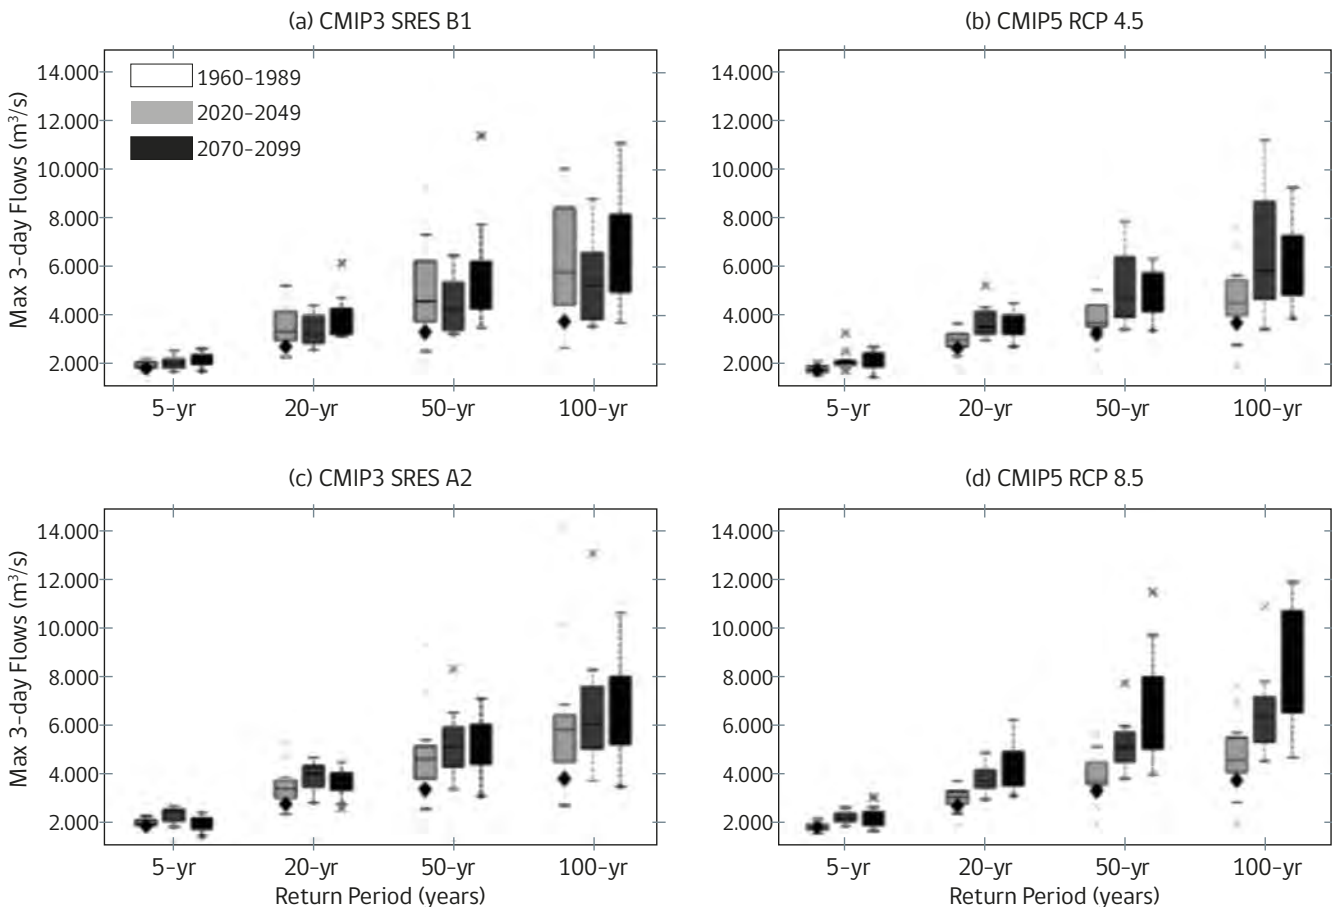 (a) CMIP3 SRES B1
(b) CMIP5 RCP 4.5
Max 3-day Flows (m³/s)
14.000
12.000
10.000
8.000
6.000
4.000
2.000
1960–1989
2020–2049
2070–2099
5-yr 20-yr 50-yr 100-yr
14.000
12.000
10.000
8.000
6.000
4.000
2.000
5-yr 20-yr 50-yr 100-yr
(c) CMIP3 SRES A2
(d) CMIP5 RCP 8.5
Max 3-day Flows (m³/s)
14.000
12.000
10.000
8.000
6.000
4.000
2.000
5-yr 20-yr 50-yr 100-yr
Return Period (years)
14.000
12.000
10.000
8.000
6.000
4.000
2.000
5-yr 20-yr 50-yr 100-yr
Return Period (years)